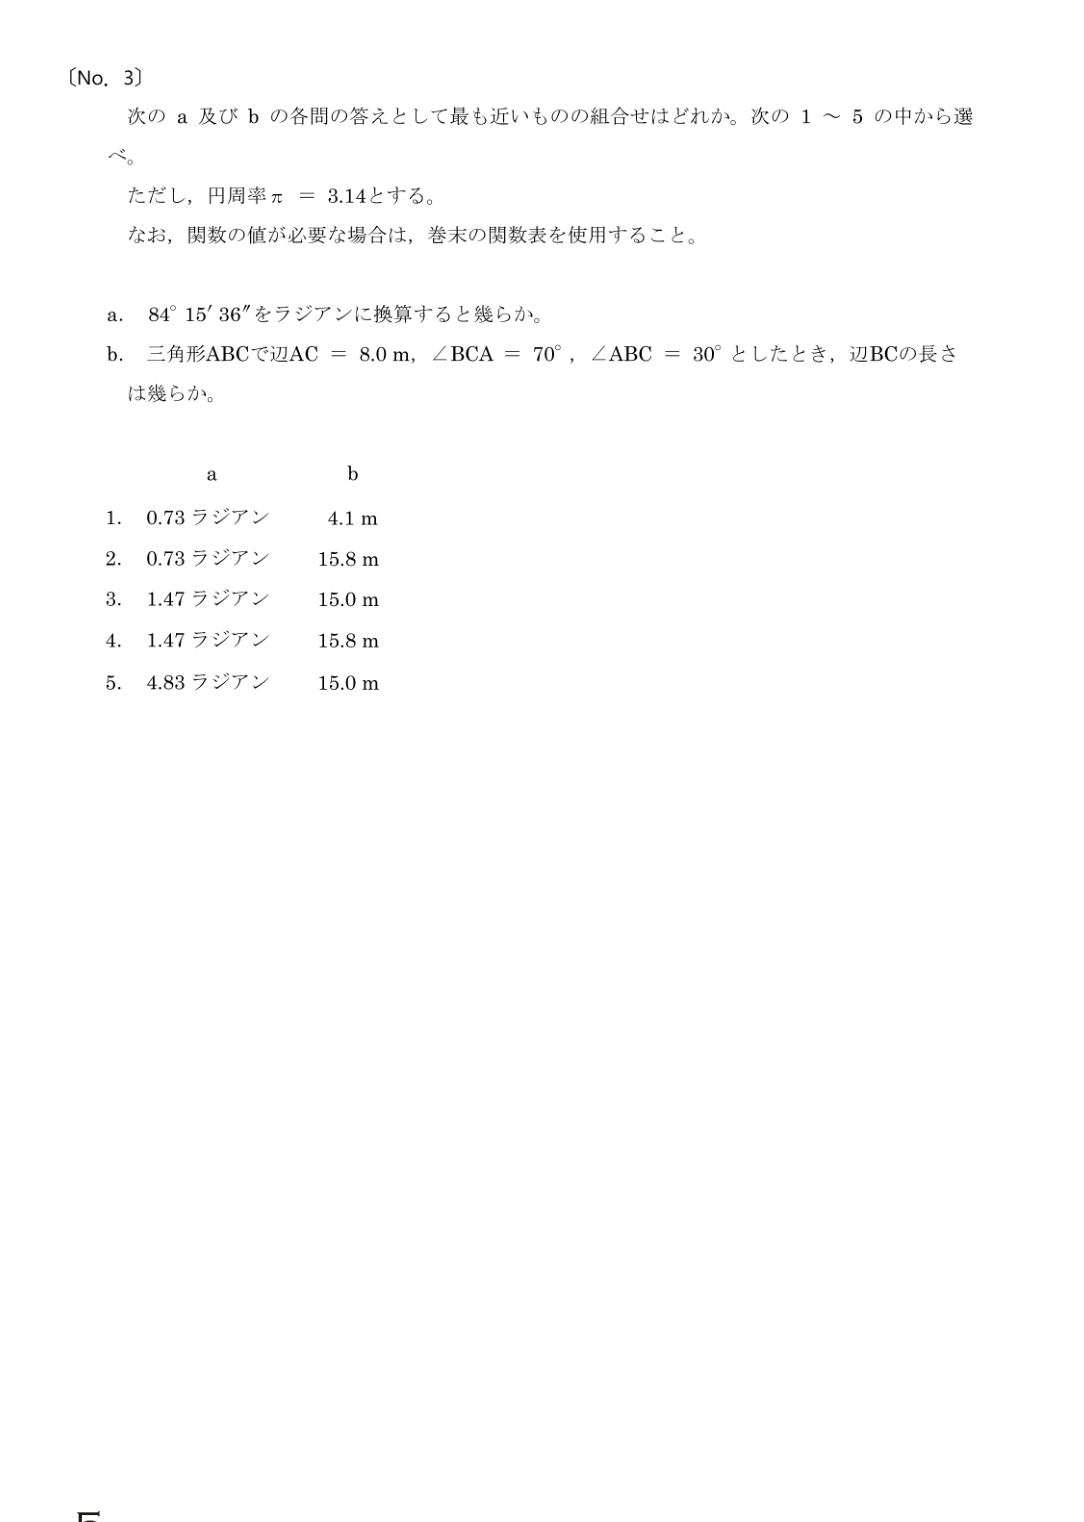 〔No. 3〕
次の a 及び b の各問の答えとして最も近いものの組合せはどれか。次の 1 ～ 5 の中から選
べ。
ただし，円周率π ＝ 3.14とする。
なお，関数の値が必要な場合は，巻末の関数表を使用すること。
a. 84° 15′ 36″をラジアンに換算すると幾らか。
b. 三角形ABCで辺AC ＝ 8.0 m，∠BCA ＝ 70°，∠ABC ＝ 30°としたとき，辺BCの長さ
は幾らか。
a b
1. 0.73 ラジアン 4.1 m
2. 0.73 ラジアン 15.8 m
3. 1.47 ラジアン 15.0 m
4. 1.47 ラジアン 15.8 m
5. 4.83 ラジアン 15.0 m